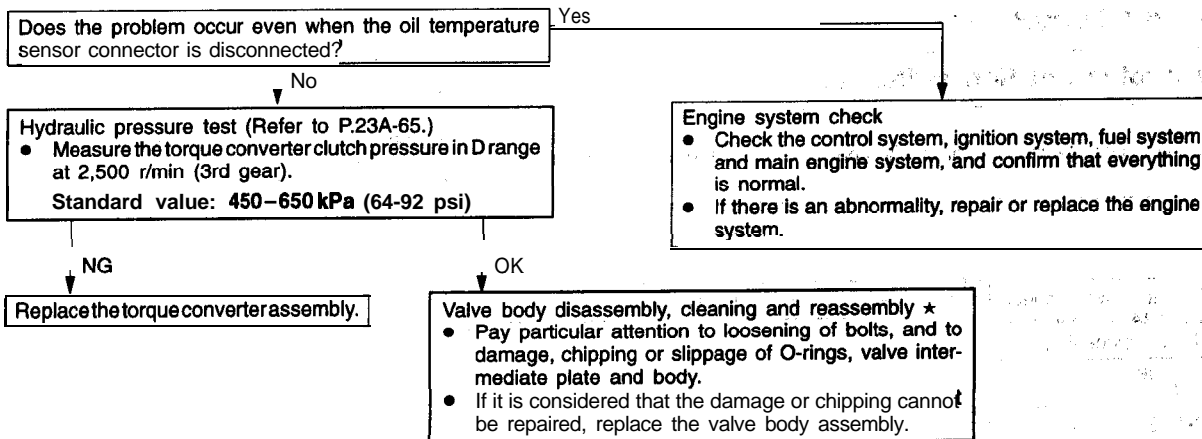 Does the problem occur even when the oil temperature
sensor connector is disconnected?
Yes
No
Hydraulic pressure test (Refer to P.23A-65.)
● Measure the torque converter clutch pressure in D range
at 2,500 r/min (3rd gear).
Standard value: 450–650 kPa (64-92 psi)
Engine system check
● Check the control system, ignition system, fuel system
and main engine system, and confirm that everything
is normal.
● If there is an abnormality, repair or replace the engine
system.
NG
OK
Replace the torque converter assembly.
Valve body disassembly, cleaning and reassembly ★
● Pay particular attention to loosening of bolts, and to
damage, chipping or slippage of O-rings, valve inter-
mediate plate and body.
● If it is considered that the damage or chipping cannot
be repaired, replace the valve body assembly.